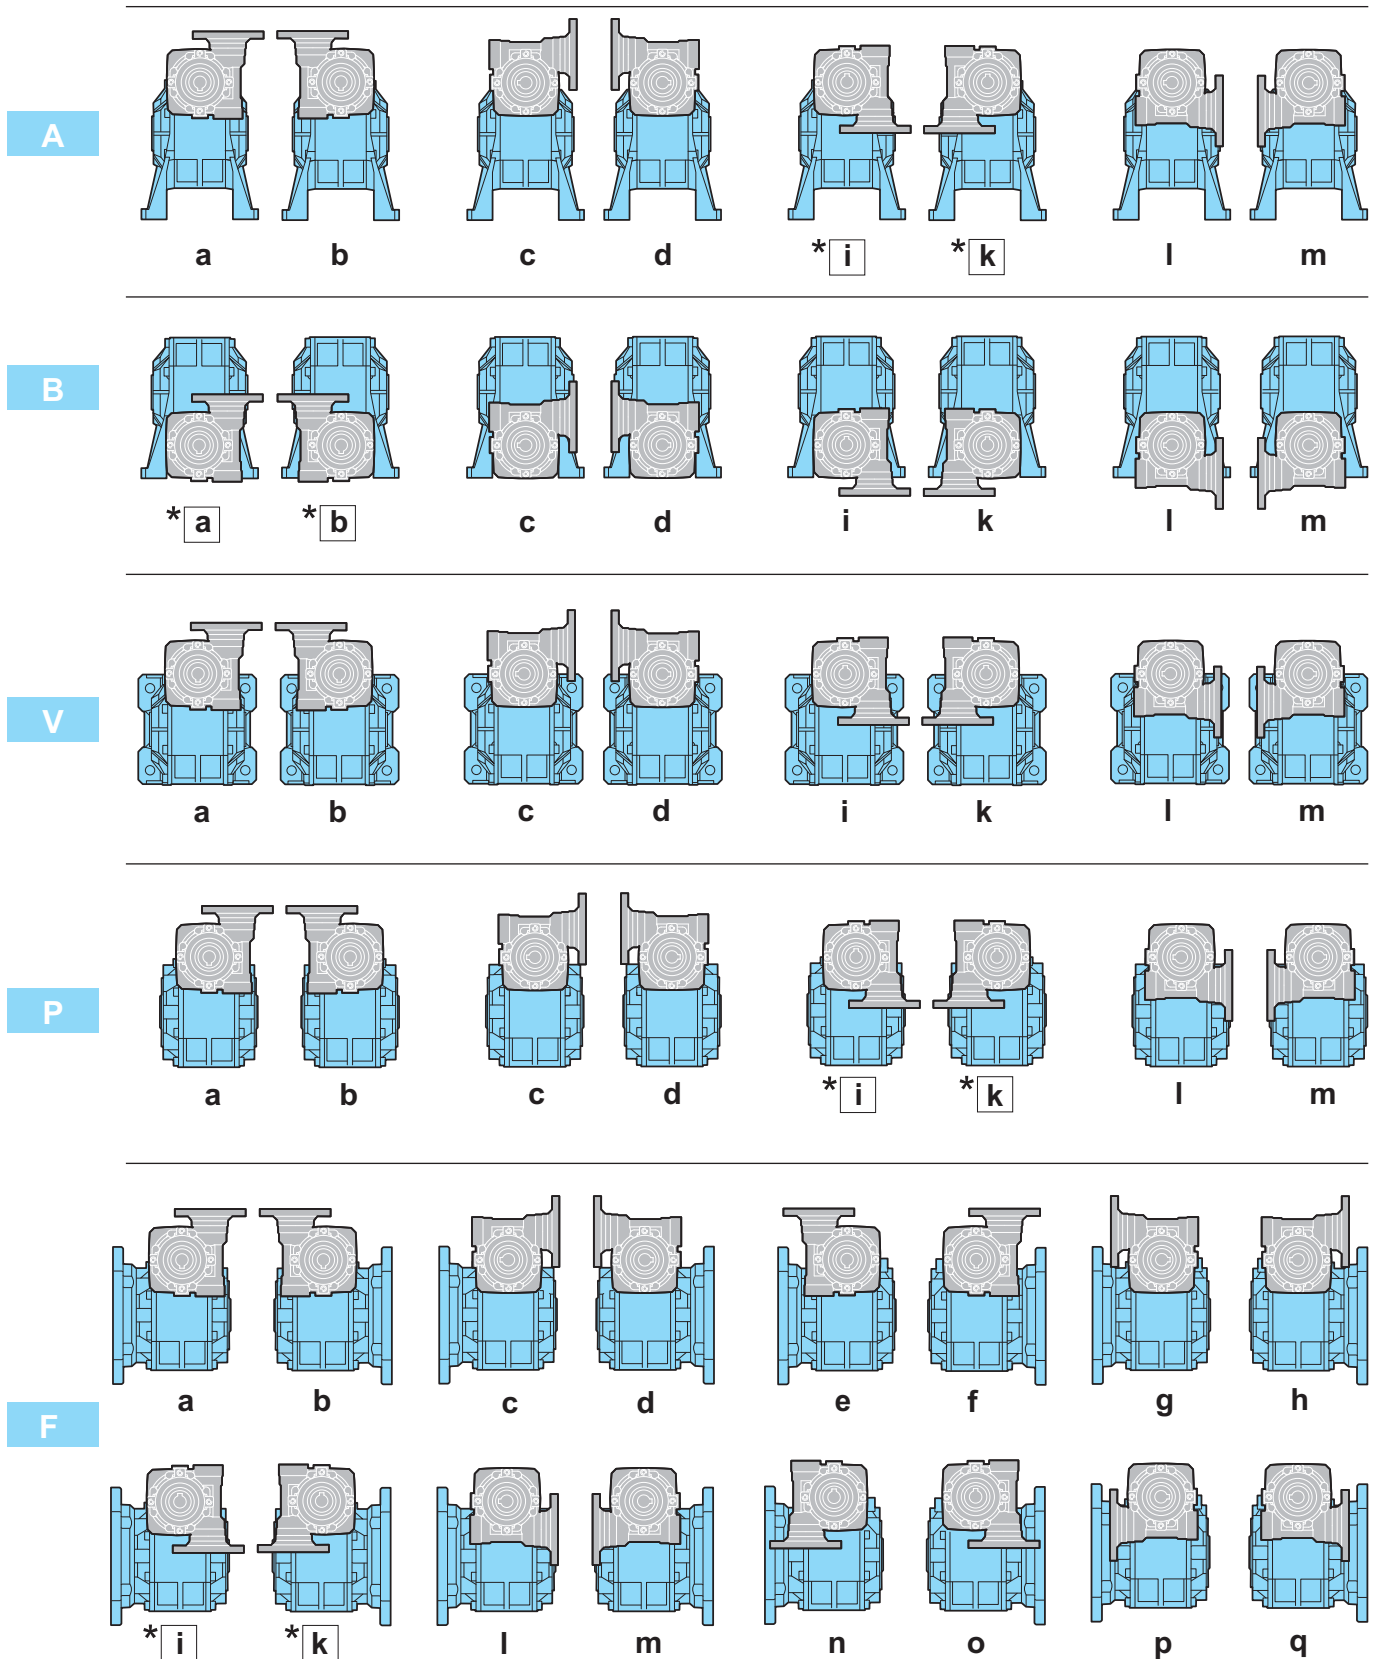 A
a b c d *i *k l m
B
*a *b c d i k l m
V
a b c d i k l m
P
a b c d *i *k l m
F
a b c d e f g h
*i *k l m n o p q